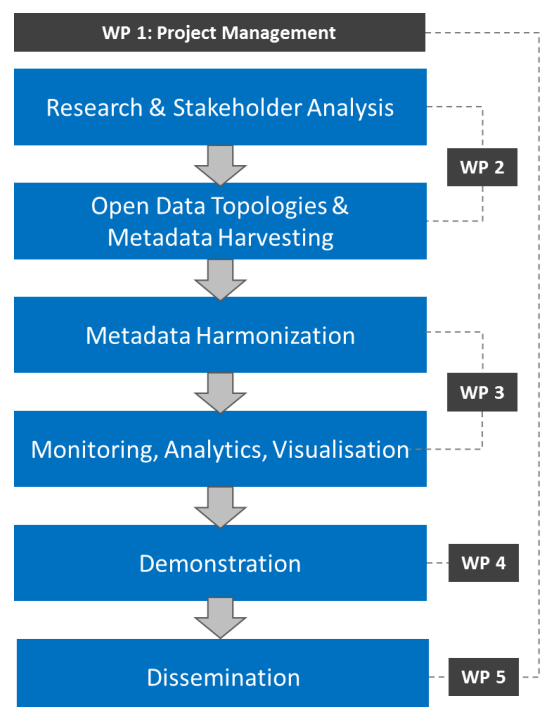 WP 1: Project Management
Research & Stakeholder Analysis
WP 2
Open Data Topologies &
Metadata Harvesting
Metadata Harmonization
WP 3
Monitoring, Analytics, Visualisation
Demonstration
WP 4
Dissemination
WP 5